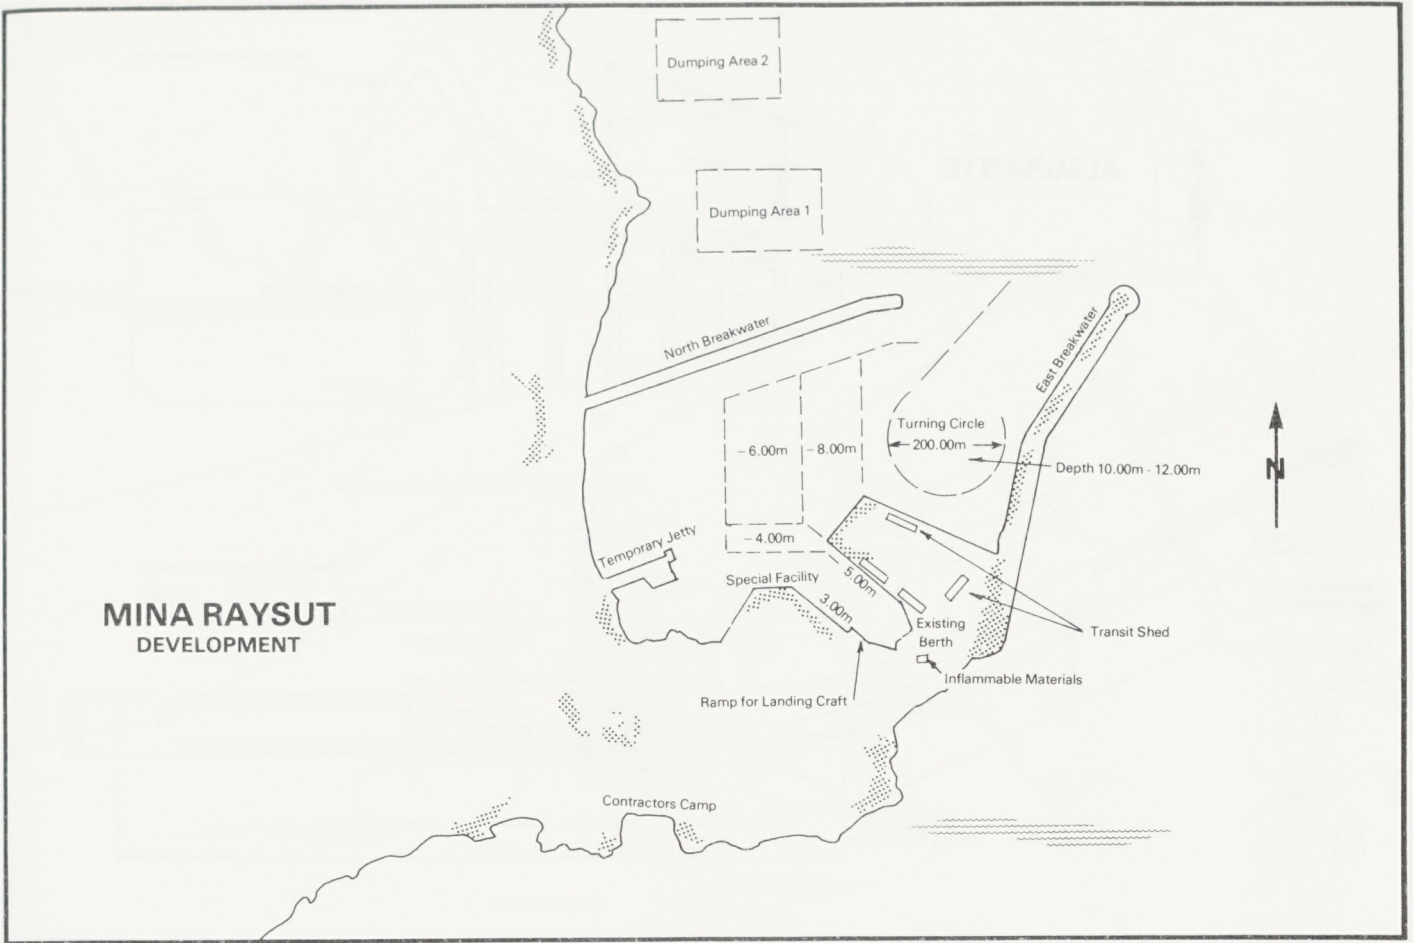 Dumping Area 2
Dumping Area 1
North Breakwater
East Breakwater
Turning Circle
200.00m
- 6.00m
- 8.00m
Depth 10.00m - 12.00m
N
- 4.00m
Temporary Jetty
Special Facility
5.00m
3.00m
MINA RAYSUT
DEVELOPMENT
Existing
Berth
Transit Shed
Inflammable Materials
Ramp for Landing Craft
Contractors Camp